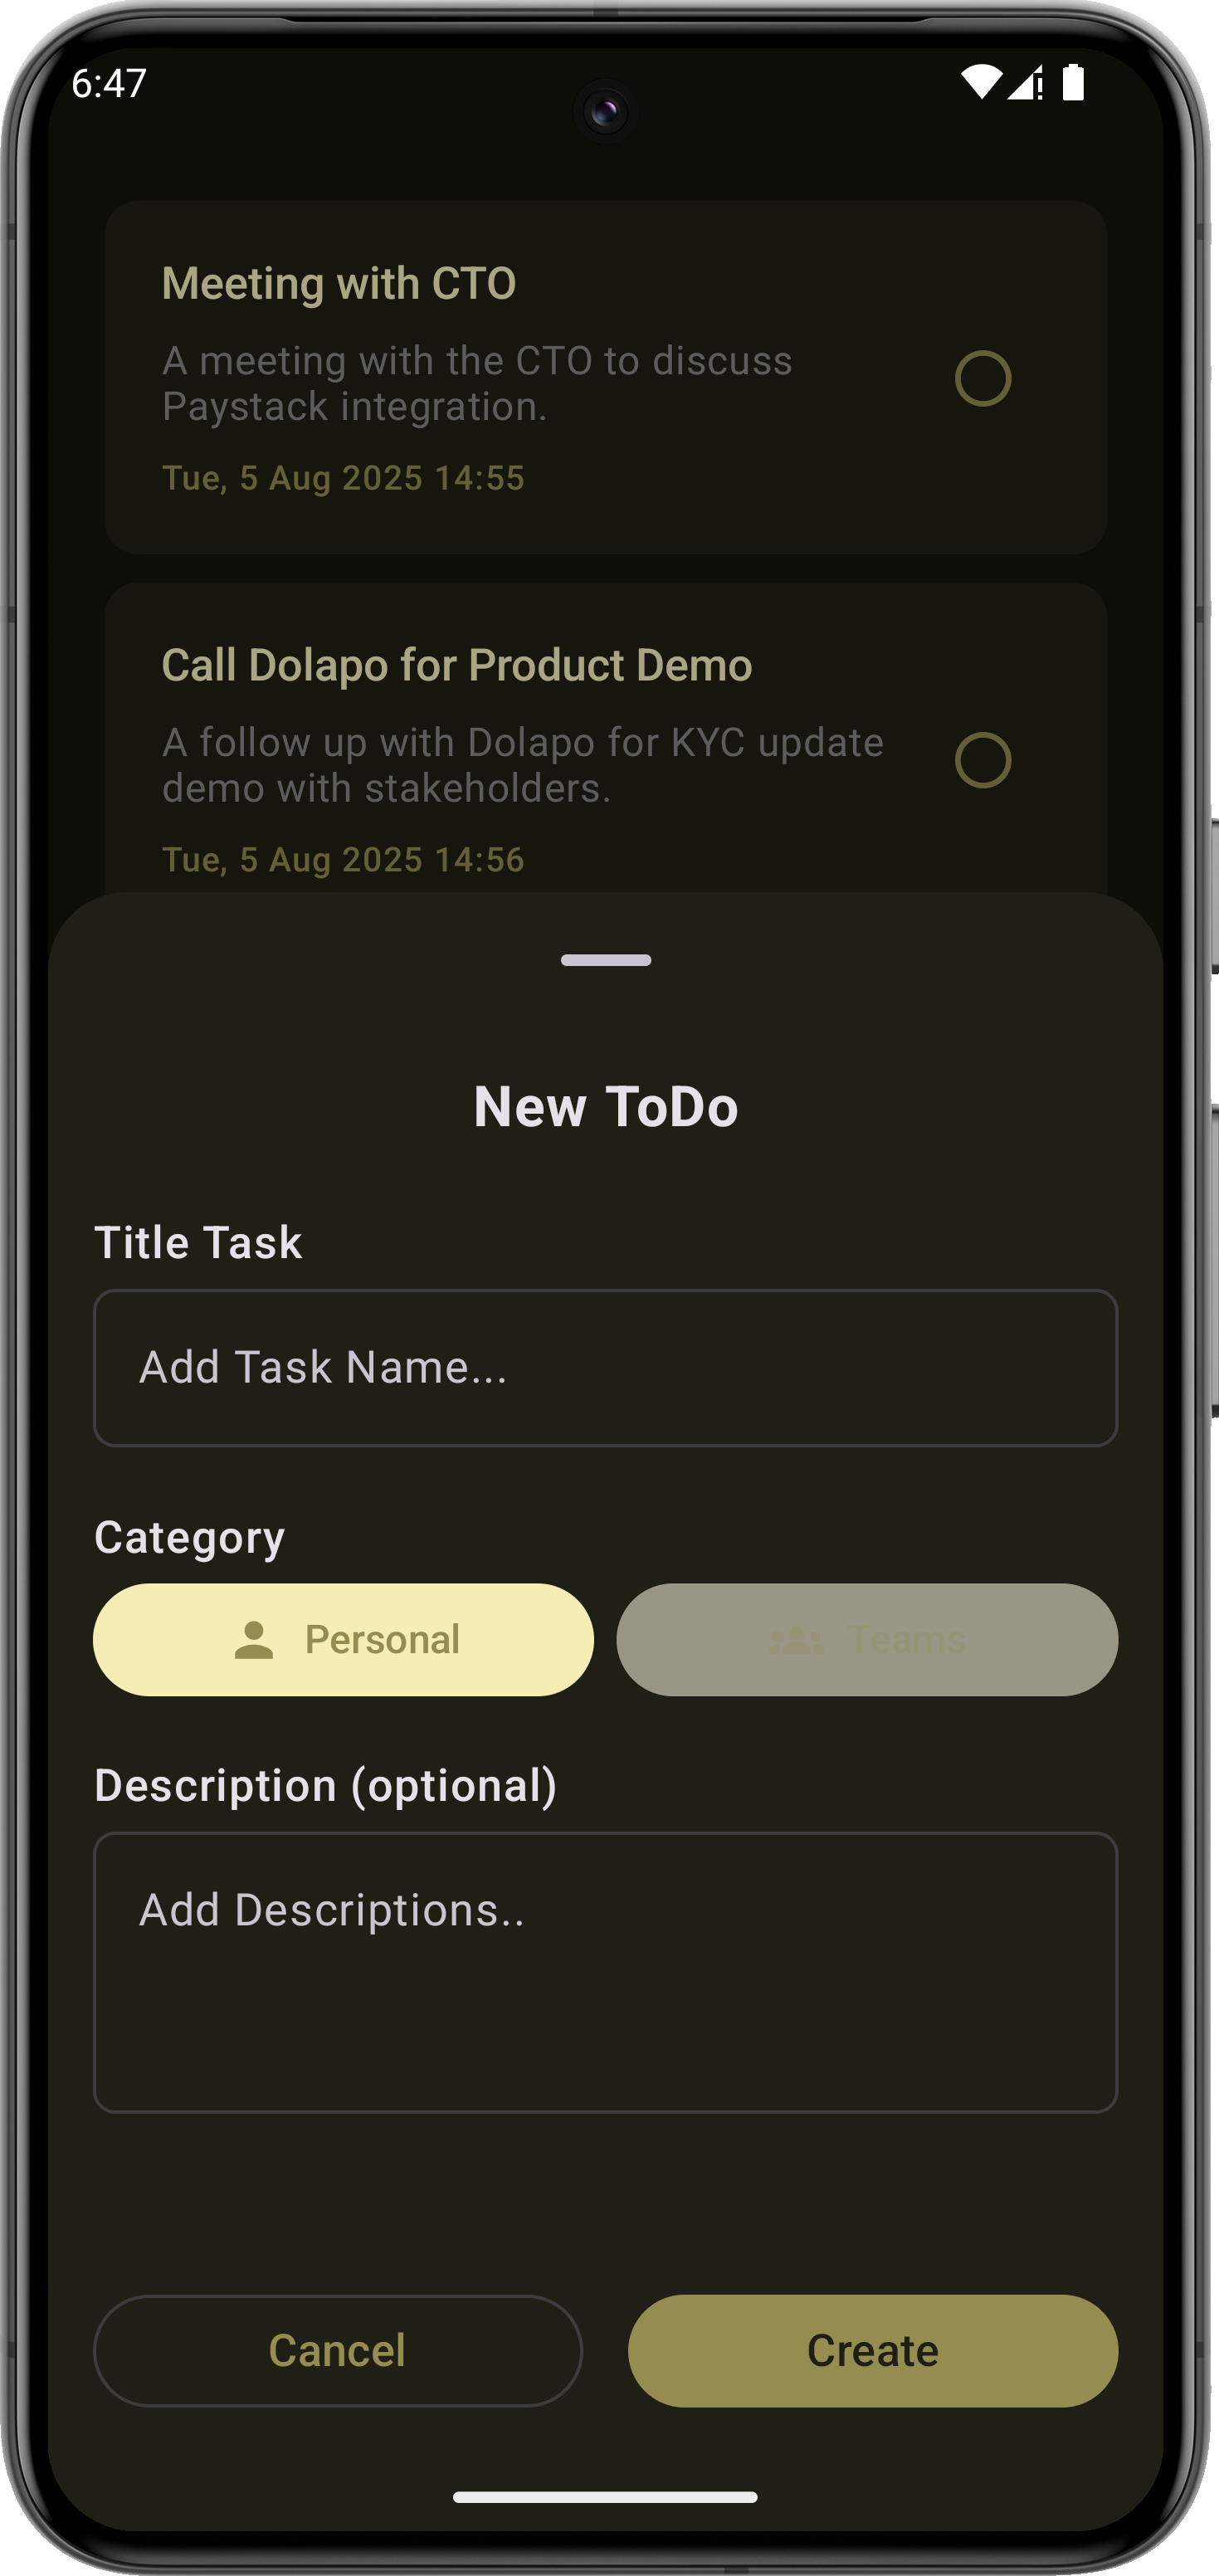 6:47
Meeting with CTO
A meeting with the CTO to discuss
Paystack integration.
Tue, 5 Aug 2025 14:55
Call Dolapo for Product Demo
A follow up with Dolapo for KYC update
demo with stakeholders.
Tue, 5 Aug 2025 14:56
New ToDo
Title Task
Add Task Name...
Category
Personal
Teams
Description (optional)
Add Descriptions..
Cancel
Create